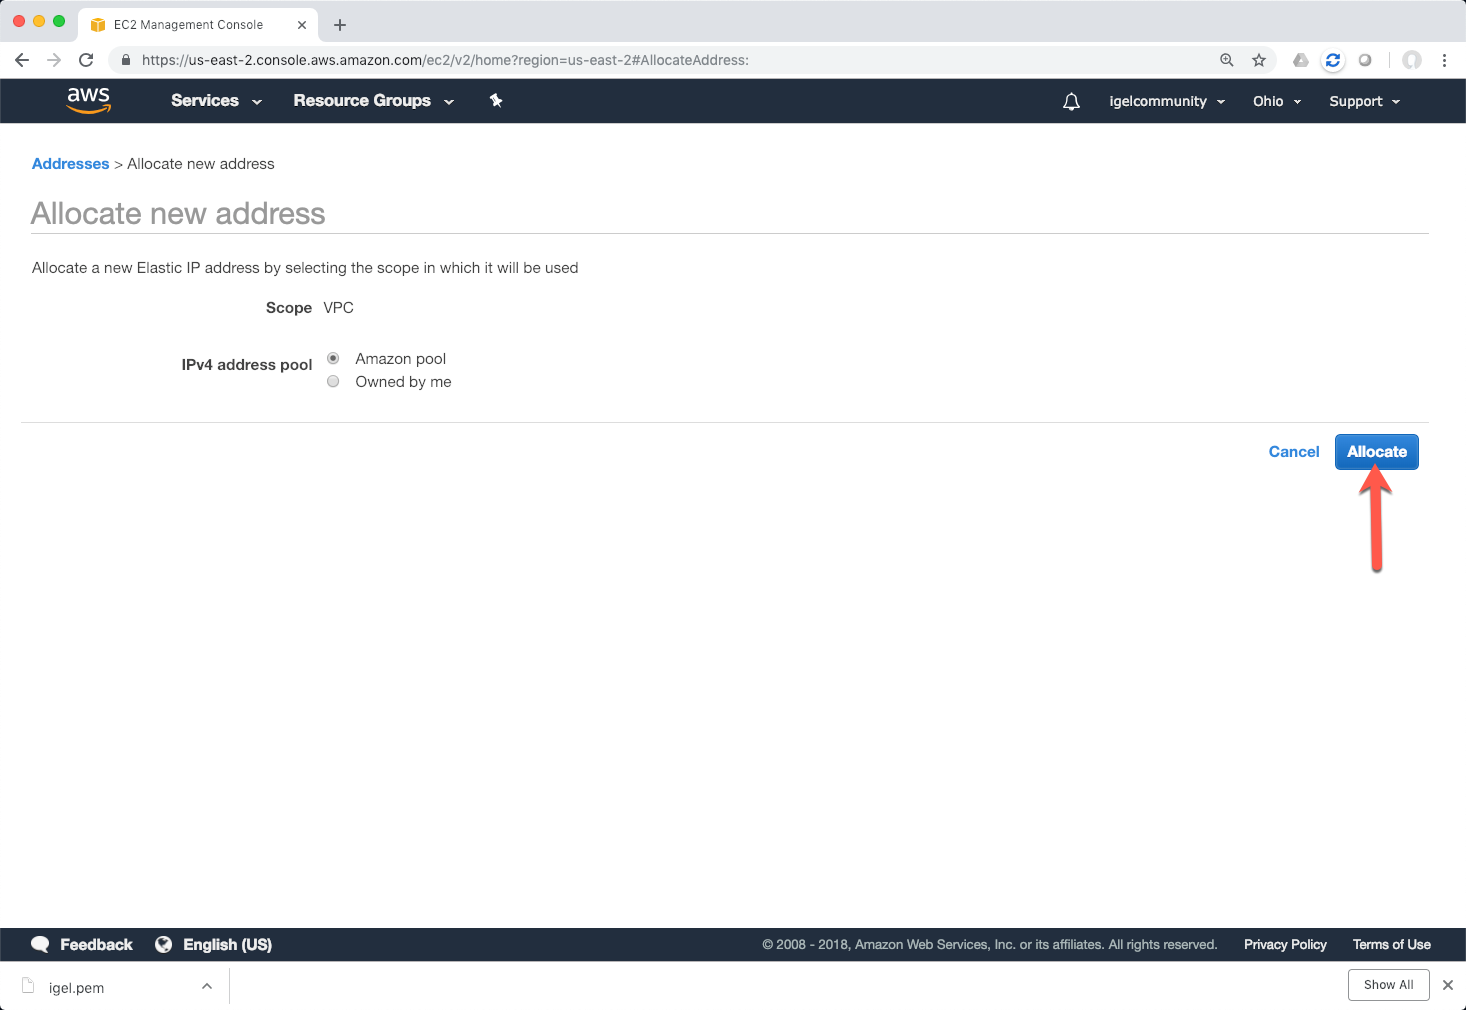 EC2 Management Console
https://us-east-2.console.aws.amazon.com/ec2/v2/home?region=us-east-2#AllocateAddress:
aws Services Resource Groups igelcommunity Ohio Support
Addresses > Allocate new address
Allocate new address
Allocate a new Elastic IP address by selecting the scope in which it will be used
Scope VPC
IPv4 address pool Amazon pool
Owned by me
Cancel Allocate
Feedback English (US) © 2008 - 2018, Amazon Web Services, Inc. or its affiliates. All rights reserved. Privacy Policy Terms of Use
igel.pem Show All